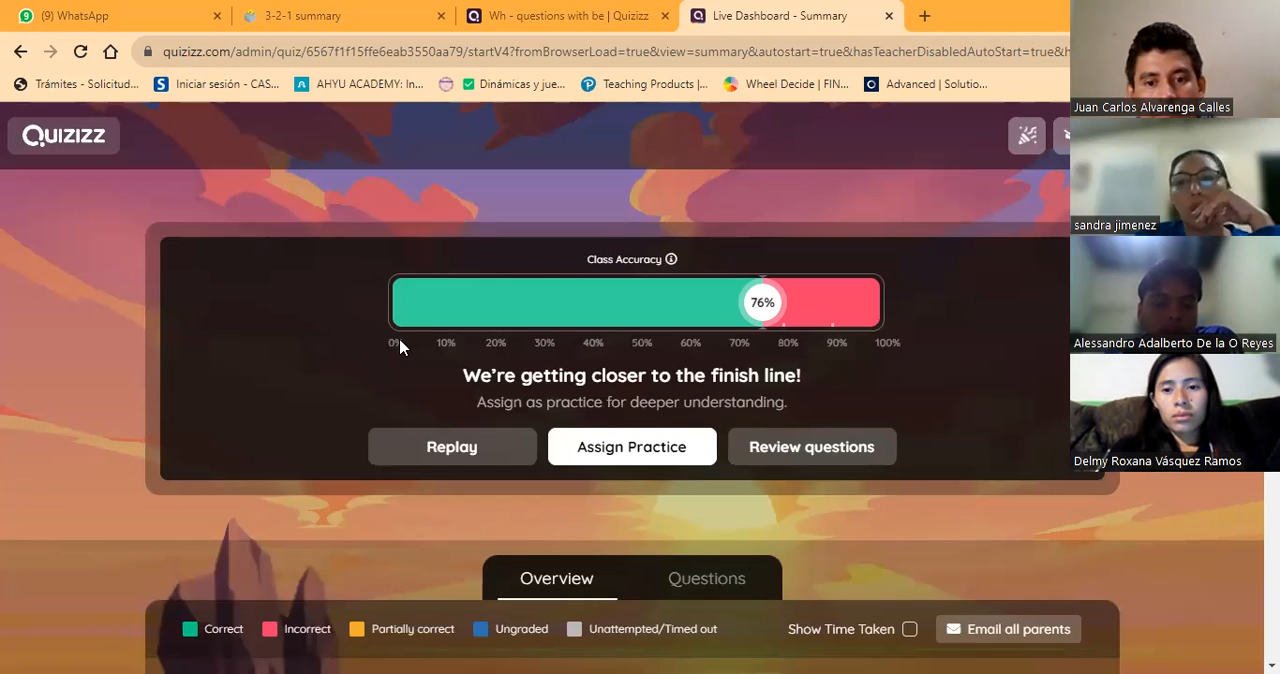 (9) WhatsApp
3-2-1 summary
Wh - questions with be | Quizizz
Live Dashboard - Summary
quizizz.com/admin/quiz/6567f1f15ffe6eab3550aa79/startV4?fromBrowserLoad=true&view=summary&autostart=true&hasTeacherDisabledAutoStart=true&h
Trámites - Solicitud...
Iniciar sesión - CAS...
AHYU ACADEMY: In...
Dinámicas y jue...
Teaching Products |...
Wheel Decide | FIN...
Advanced | Solutio...
Quizizz
Class Accuracy
76%
0% 10% 20% 30% 40% 50% 60% 70% 80% 90% 100%
We're getting closer to the finish line!
Assign as practice for deeper understanding.
Replay
Assign Practice
Review questions
Overview
Questions
Correct
Incorrect
Partially correct
Ungraded
Unattempted/Timed out
Show Time Taken
Email all parents
Juan Carlos Alvarenga Calles
sandra jimenez
Alessandro Adalberto De la O Reyes
Delmy Roxana Vásquez Ramos